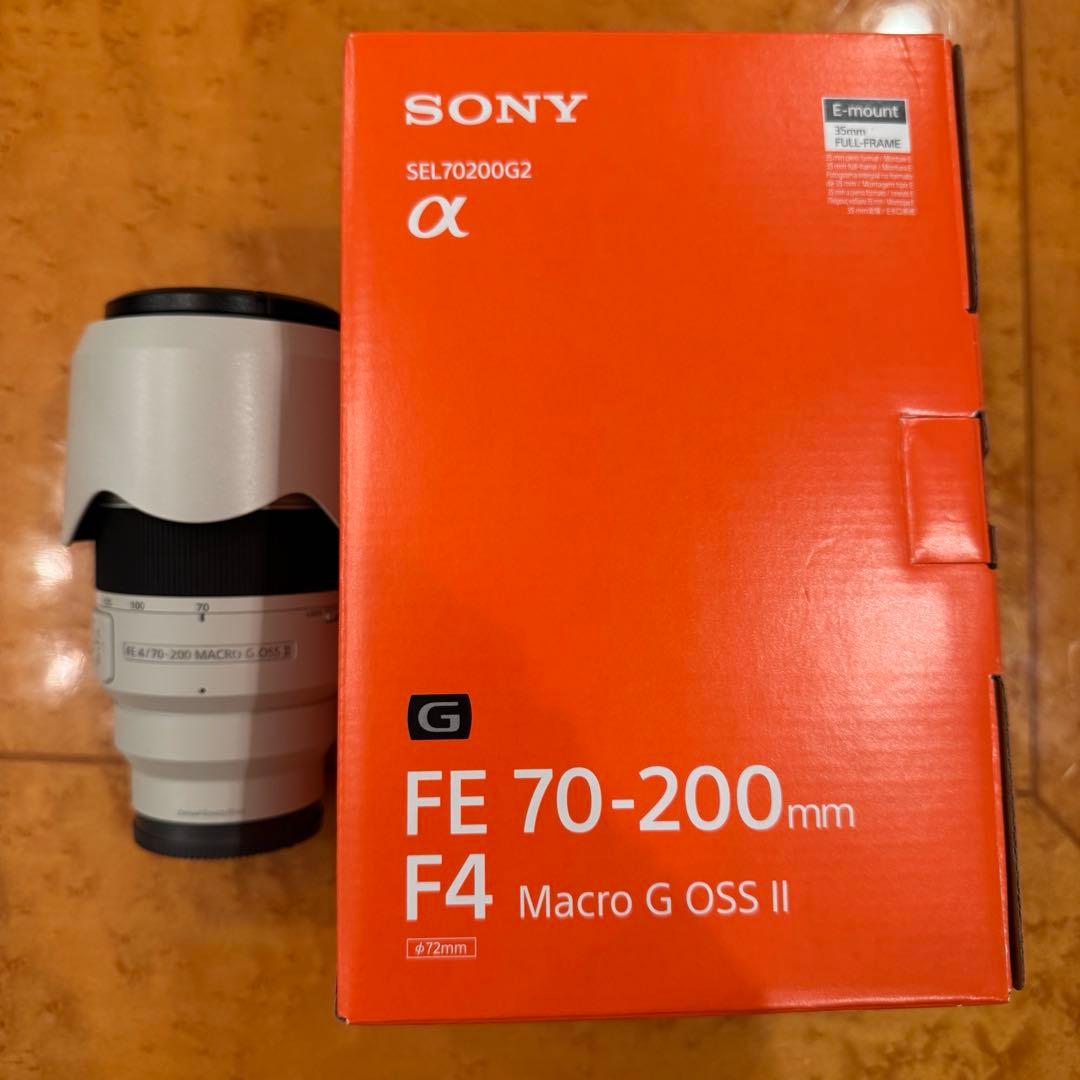 SONY
SEL70200G2
α
E-mount
35mm
FULL-FRAME
G
FE 70-200mm
F4 Macro G OSS II
φ72mm
100 70
FE 4/70-200 MACRO G OSS II